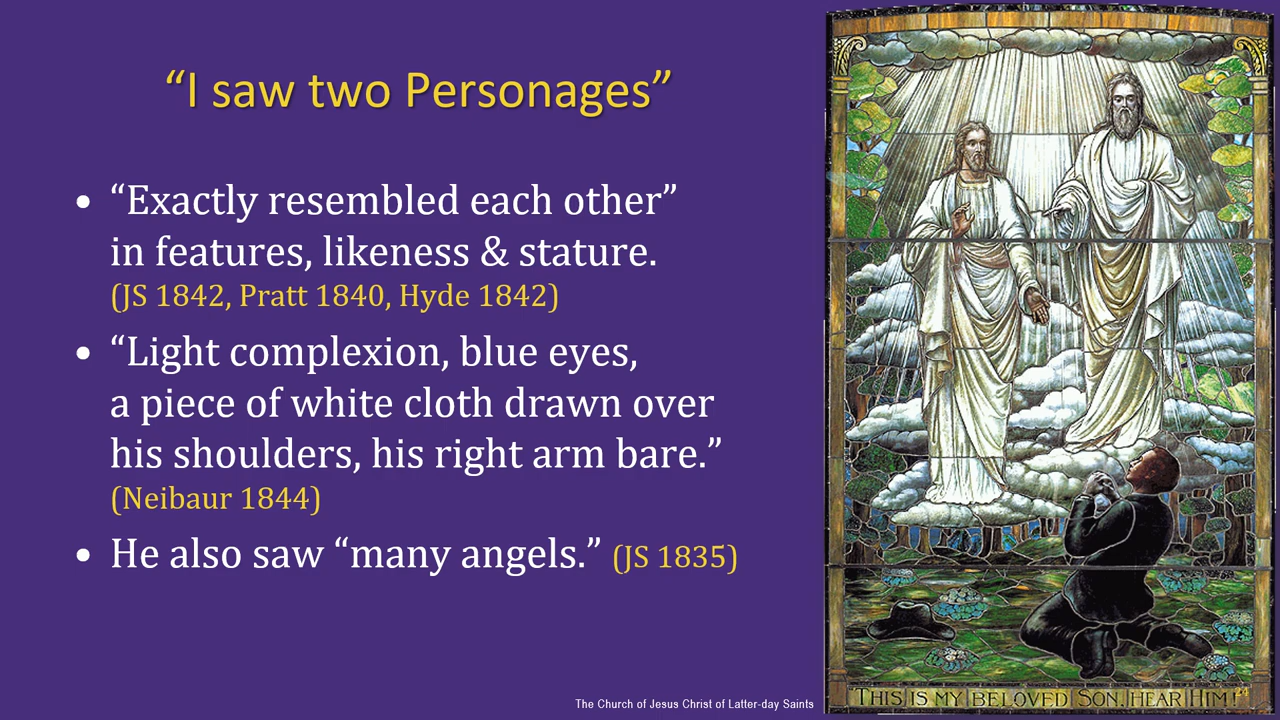 “I saw two Personages”
• “Exactly resembled each other”
in features, likeness & stature.
(JS 1842, Pratt 1840, Hyde 1842)
• “Light complexion, blue eyes,
a piece of white cloth drawn over
his shoulders, his right arm bare.”
(Neibaur 1844)
• He also saw “many angels.” (JS 1835)
The Church of Jesus Christ of Latter-day Saints
THIS IS MY BELOVED SON. HEAR HIM!
24